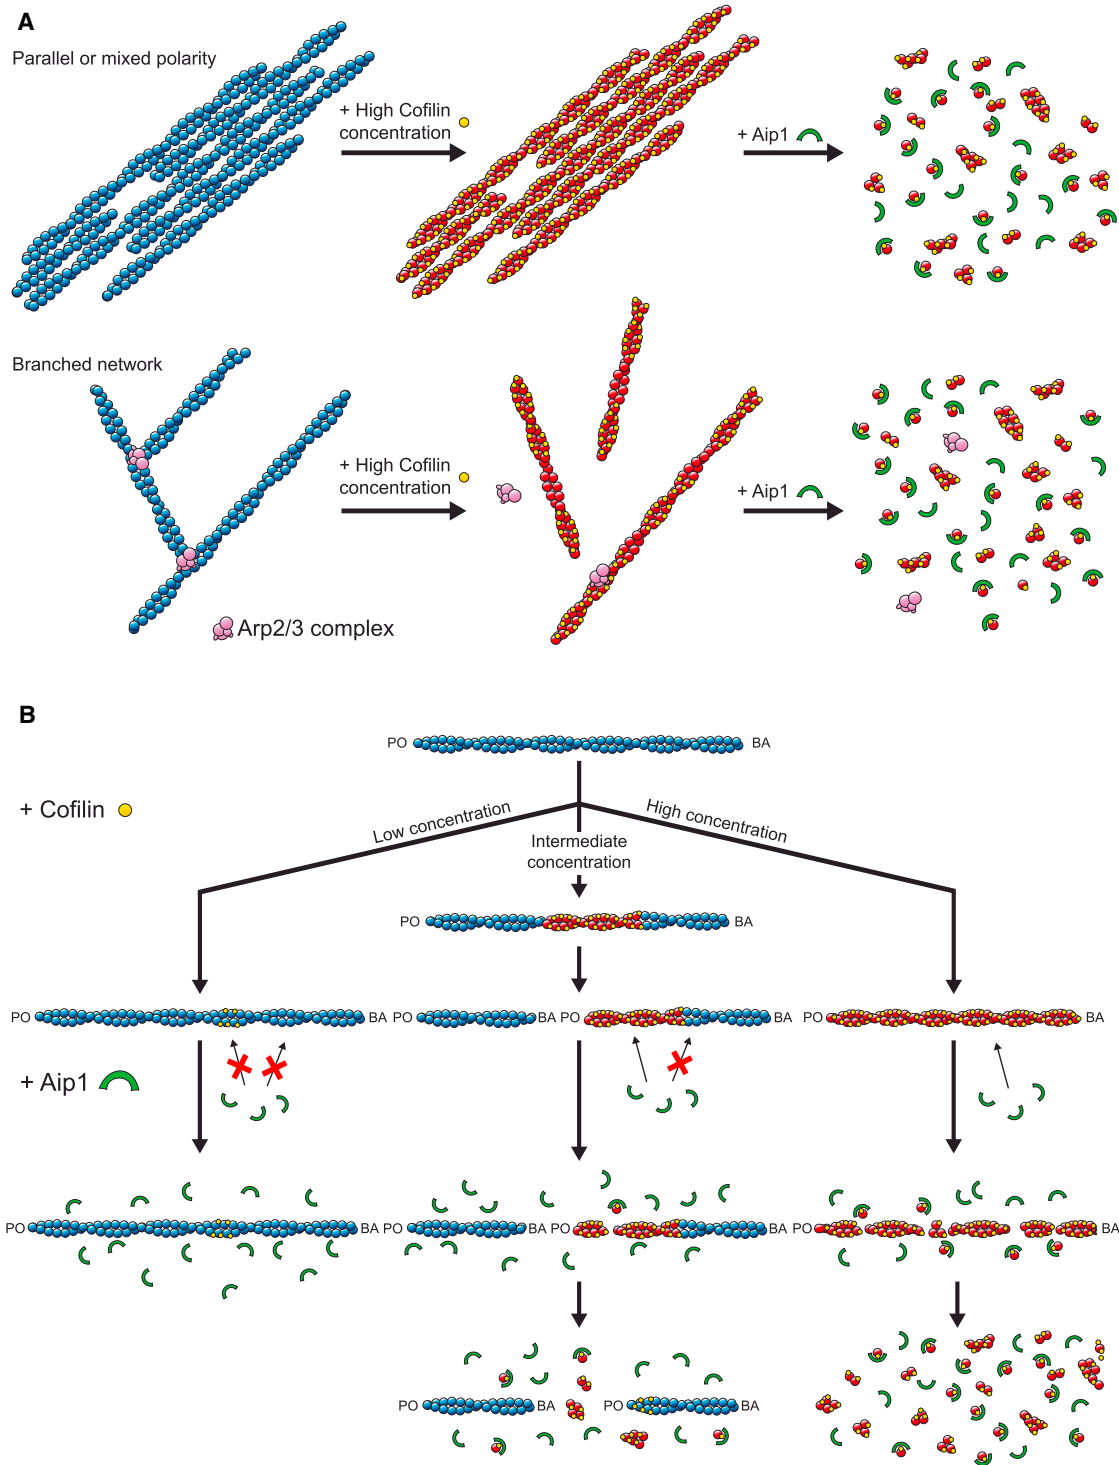 A
Parallel or mixed polarity
+ High Cofilin
concentration
+ Aip1
Branched network
+ High Cofilin
concentration
+ Aip1
Arp2/3 complex
B
PO BA
+ Cofilin
Low concentration
Intermediate
concentration
High concentration
PO BA
PO BA PO BA PO BA PO BA
+ Aip1
PO BA PO BA PO BA PO BA
PO BA PO BA